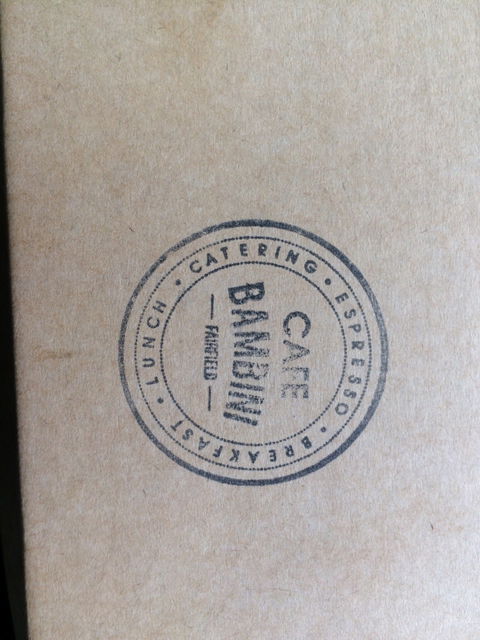 CAFE
BAMBINI
— FAIRFIELD —
CATERING • ESPRESSO • BREAKFAST • LUNCH •